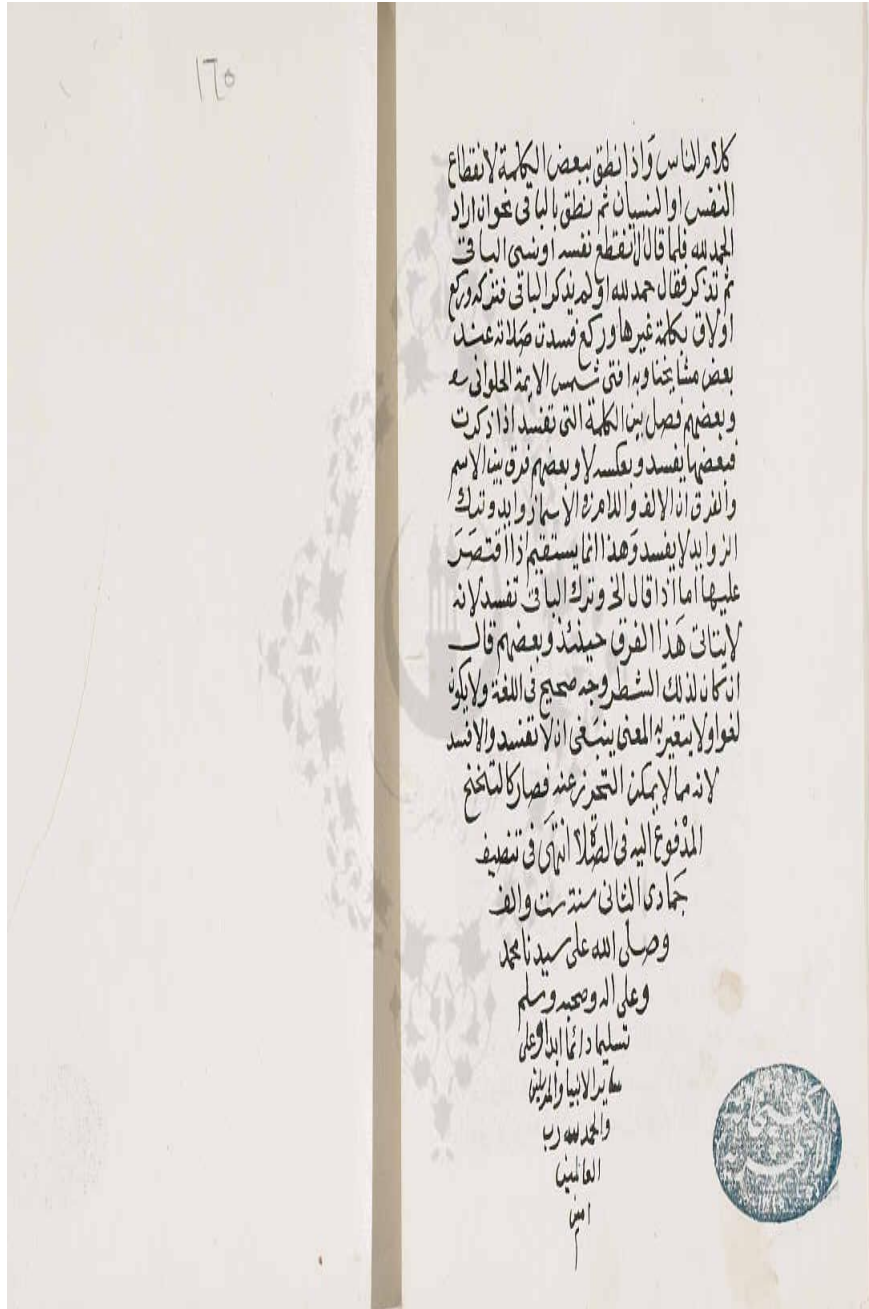 ١٦٥
كلام الناس واذا نطق ببعض الكلمة لانقطاع
النفس او النسيان ثم نطق بالباقي نحو ان اراد
الحمد لله فلما قال ال انقطع نفسه او نسي الباقي
ثم تذكر فقال حمد لله او لم يذكر الباقي فتركه وركع
او بكلمة غيرها وركع فسدت صلاته عند
بعض مشايخنا وبه افتى شمس الايمة الحلواني
وبعضهم فصل بين الكلمة التي تفسد اذا ذكرت
فبعضها يفسد وبعكسه لا وبعضهم فرق بين الاسم
والفرق ان الالف واللام في الاسماء زوايد وترك
الزوايد لا يفسد وهذا انما يستقيم اذا اقتصر
عليها اما اذا قال الخ وترك الباقي تفسد لانه
لا يتاتى هذا الفرق حينئذ وبعضهم قال
ان كان لذلك الشطر وجه صحيح في اللغة ولا يكون
لغوا ولا يتغير به المعنى ينبغي ان لا تفسد والا فسد
لانه مما لا يمكن التحرز عنه فصار كالتنحنح
المدفوع اليه في الصلاة انتهى في تنصيف
جمادى الثاني سنة ست والف
وصلى الله على سيدنا محمد
وعلى اله وصحبه وسلم
تسليما دائما ابدا وعلى
ساير الانبيا والمرسلين
والحمد لله رب
العالمين
امين
م